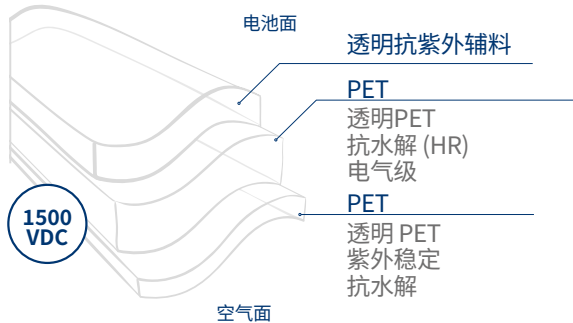 电池面
透明抗紫外辅料
PET
透明PET
抗水解 (HR)
电气级
1500
VDC
PET
透明 PET
紫外稳定
抗水解
空气面